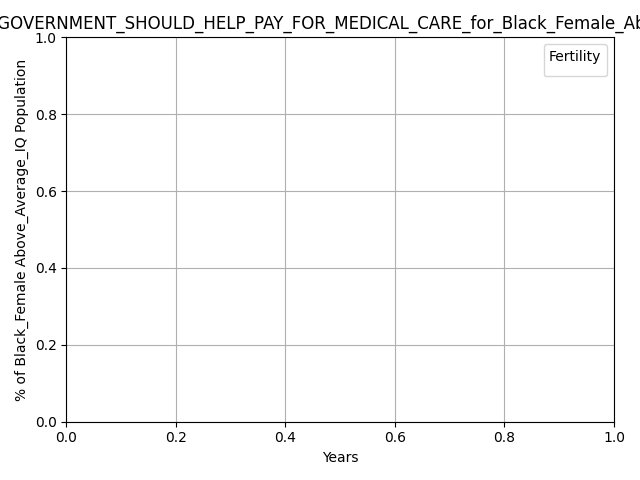 GOVERNMENT_SHOULD_HELP_PAY_FOR_MEDICAL_CARE_for_Black_Female_Ab
Fertility
% of Black_Female Above_Average_IQ Population
1.0
0.8
0.6
0.4
0.2
0.0
0.0 0.2 0.4 0.6 0.8 1.0
Years